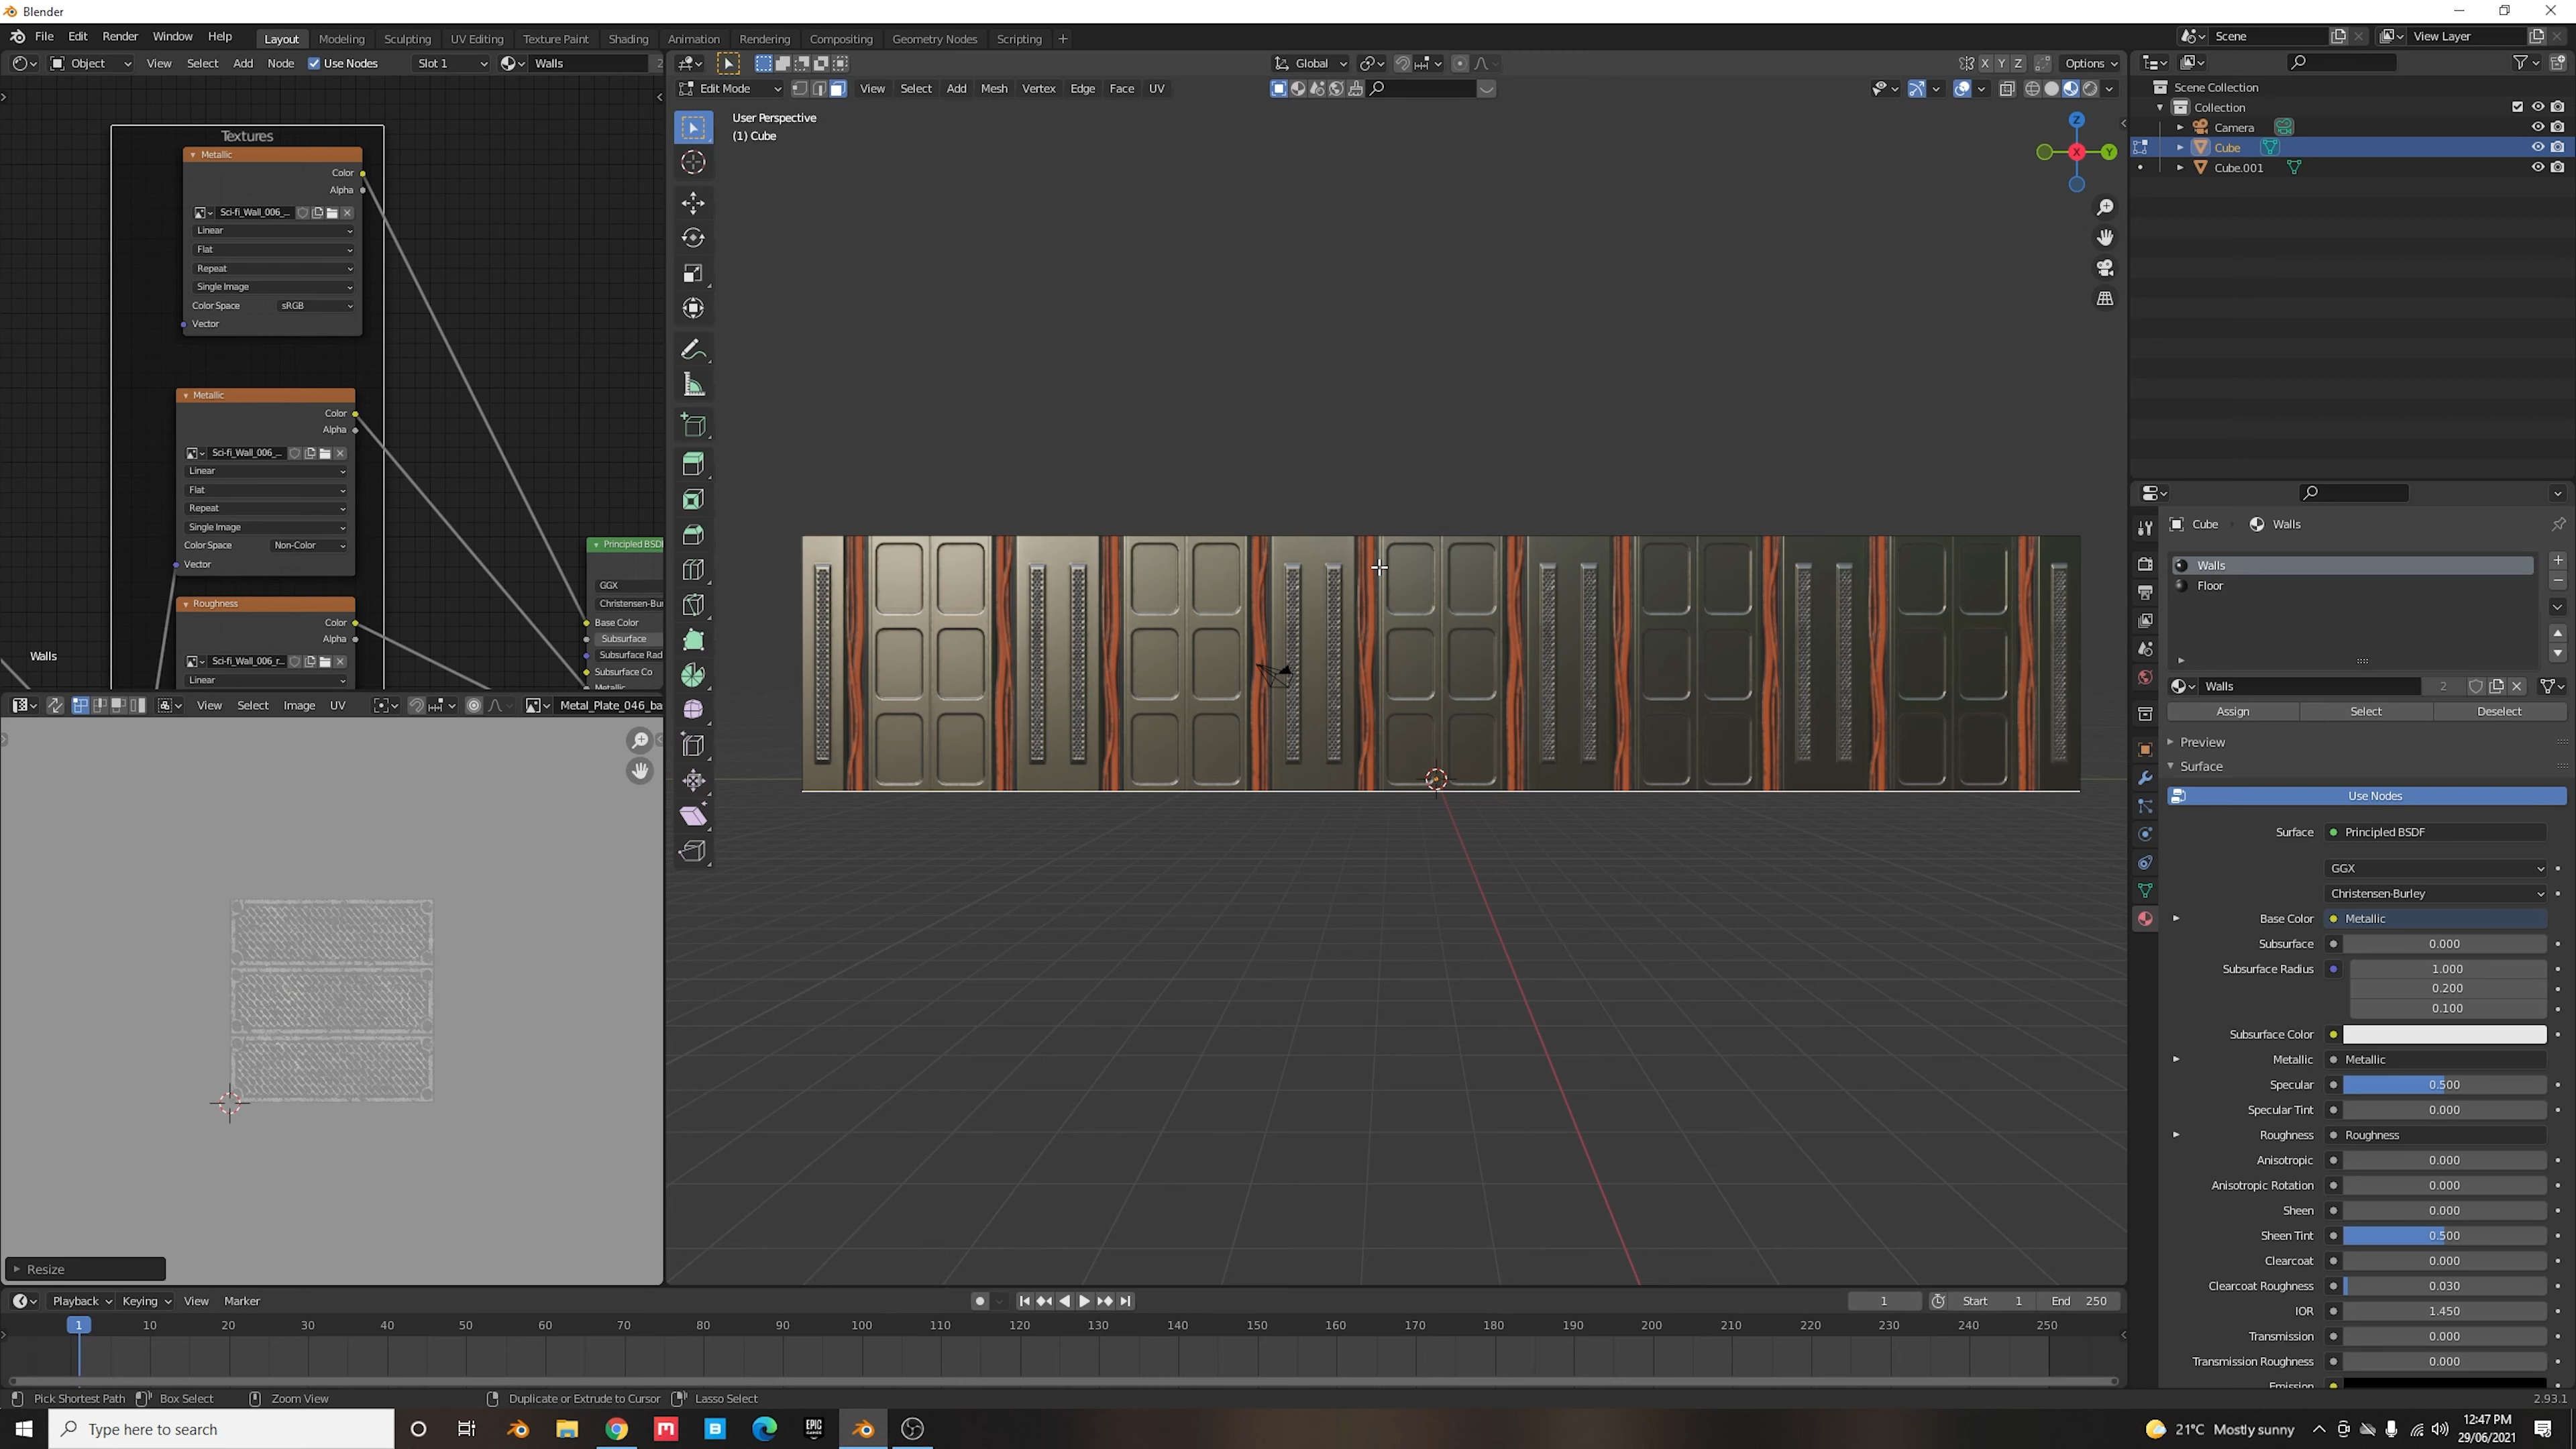 Blender
File Edit Render Window Help Layout Modeling Sculpting UV Editing Texture Paint Shading Animation Rendering Compositing Geometry Nodes Scripting + Scene View Layer
Object View Select Add Node Use Nodes Slot 1 Walls 2
Global X Y Z Options
Edit Mode View Select Add Mesh Vertex Edge Face UV
User Perspective
(1) Cube
Z
X
Y
Scene Collection
Collection
Camera
Cube
Cube.001
Textures
Metallic
Color
Alpha
Sci-fi_Wall_006_...
Linear
Flat
Repeat
Single Image
Color Space sRGB
Vector
Metallic
Color
Alpha
Sci-fi_Wall_006_...
Linear
Flat
Repeat
Single Image
Color Space Non-Color
Vector
Roughness
Color
Alpha
Sci-fi_Wall_006_r...
Linear
Walls
Principled BSD
GGX
Christensen-Bur
Base Color
Subsurface
Subsurface Rad
Subsurface Co
Metallic
View Select Image UV Metal_Plate_046_ba
Resize
Cube Walls
Walls
Floor
Walls 2
Assign Select Deselect
Preview
Surface
Use Nodes
Surface Principled BSDF
GGX
Christensen-Burley
Base Color Metallic
Subsurface 0.000
Subsurface Radius 1.000
0.200
0.100
Subsurface Color
Metallic Metallic
Specular 0.500
Specular Tint 0.000
Roughness Roughness
Anisotropic 0.000
Anisotropic Rotation 0.000
Sheen 0.000
Sheen Tint 0.500
Clearcoat 0.000
Clearcoat Roughness 0.030
IOR 1.450
Transmission 0.000
Transmission Roughness 0.000
Emission
Playback Keying View Marker 1 Start 1 End 250
1 10 20 30 40 50 60 70 80 90 100 110 120 130 140 150 160 170 180 190 200 210 220 230 240 250
Pick Shortest Path Box Select Zoom View Duplicate or Extrude to Cursor Lasso Select 2.93.1
Type here to search
EPIC GAMES
21°C Mostly sunny
12:47 PM
29/06/2021